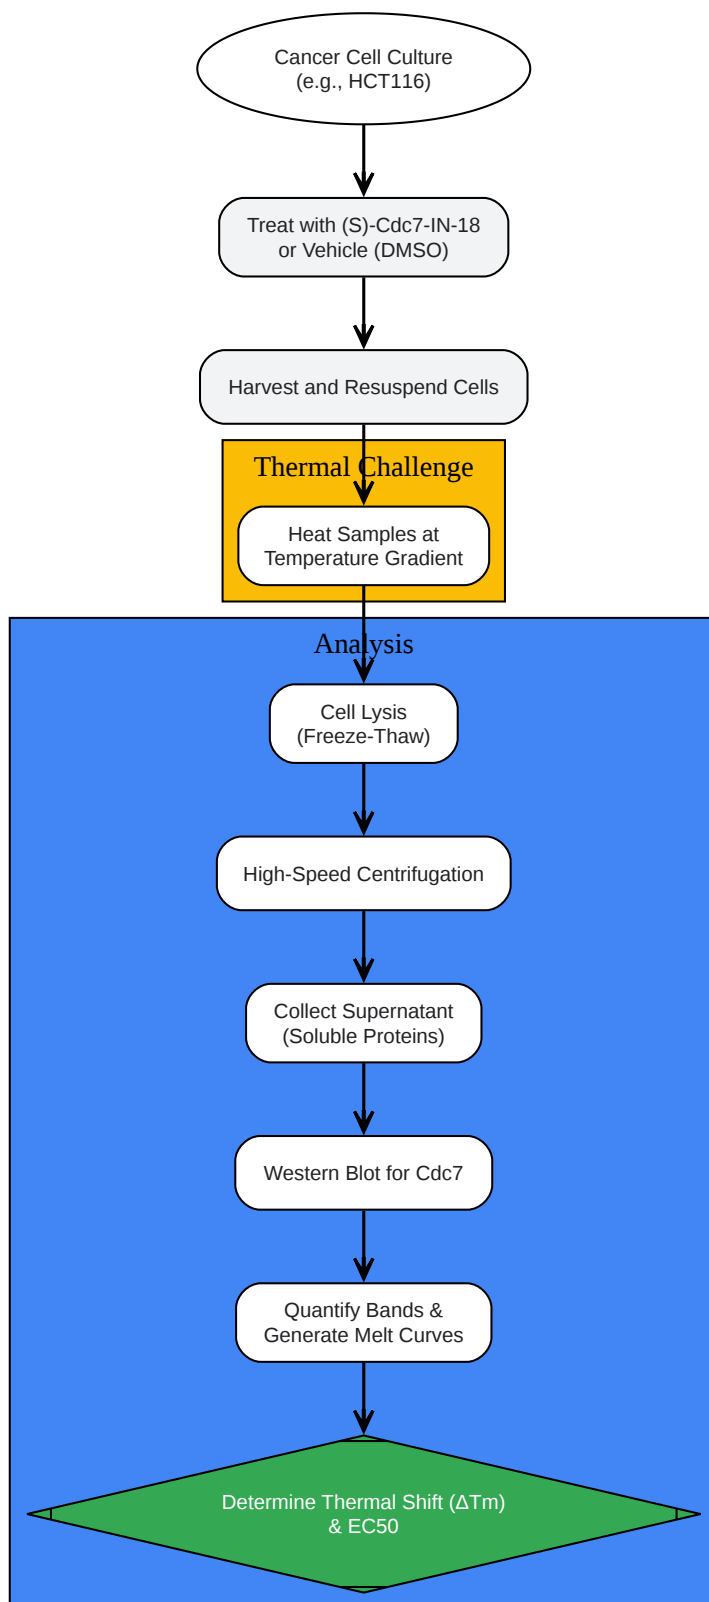 Cancer Cell Culture
(e.g., HCT116)
Treat with (S)-Cdc7-IN-18
or Vehicle (DMSO)
Harvest and Resuspend Cells
Thermal Challenge
Heat Samples at
Temperature Gradient
Analysis
Cell Lysis
(Freeze-Thaw)
High-Speed Centrifugation
Collect Supernatant
(Soluble Proteins)
Western Blot for Cdc7
Quantify Bands &
Generate Melt Curves
Determine Thermal Shift (ΔTm)
& EC50